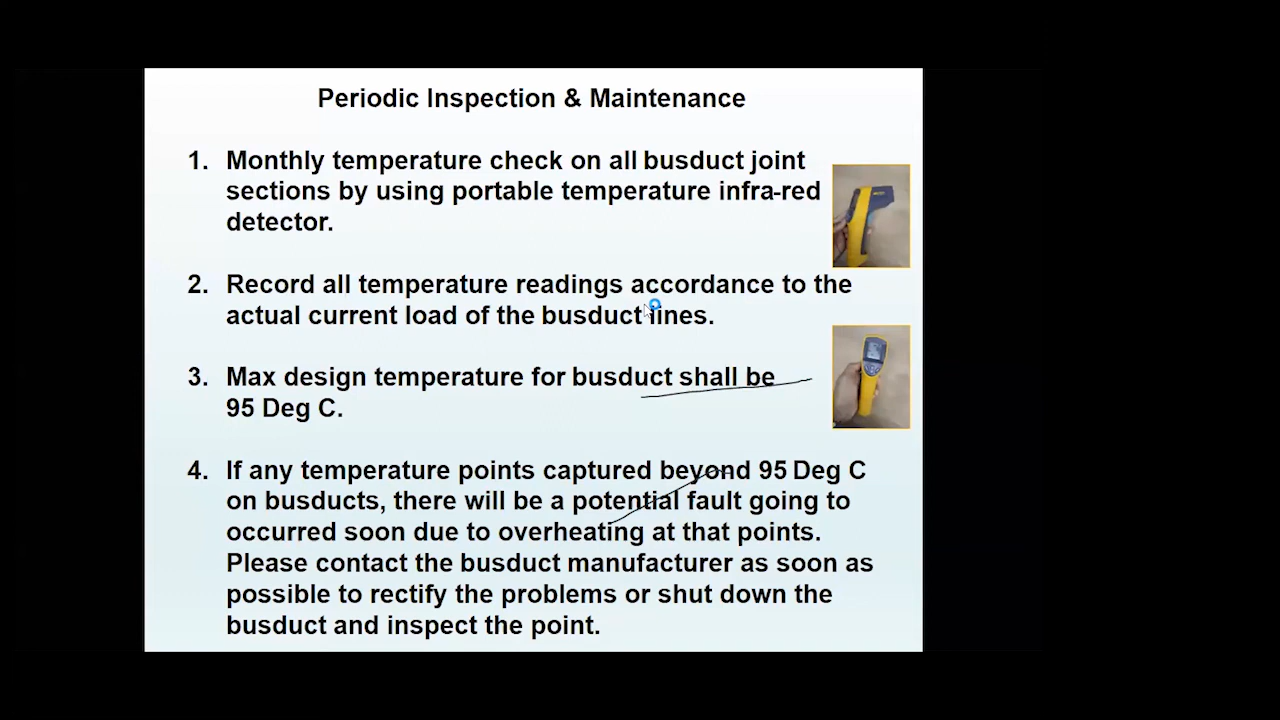 Periodic Inspection & Maintenance
1. Monthly temperature check on all busduct joint
sections by using portable temperature infra-red
detector.
2. Record all temperature readings accordance to the
actual current load of the busduct lines.
3. Max design temperature for busduct shall be
95 Deg C.
4. If any temperature points captured beyond 95 Deg C
on busducts, there will be a potential fault going to
occurred soon due to overheating at that points.
Please contact the busduct manufacturer as soon as
possible to rectify the problems or shut down the
busduct and inspect the point.